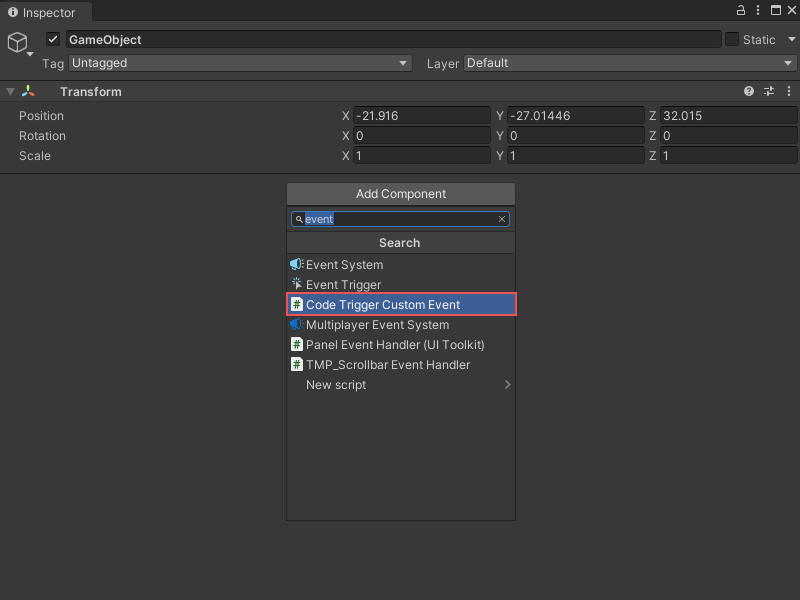 Inspector
GameObject
Static
Tag Untagged Layer Default
Transform
Position X -21.916 Y -27.01446 Z 32.015
Rotation X 0 Y 0 Z 0
Scale X 1 Y 1 Z 1
Add Component
event
Search
Event System
Event Trigger
# Code Trigger Custom Event
Multiplayer Event System
# Panel Event Handler (UI Toolkit)
# TMP_Scrollbar Event Handler
New script